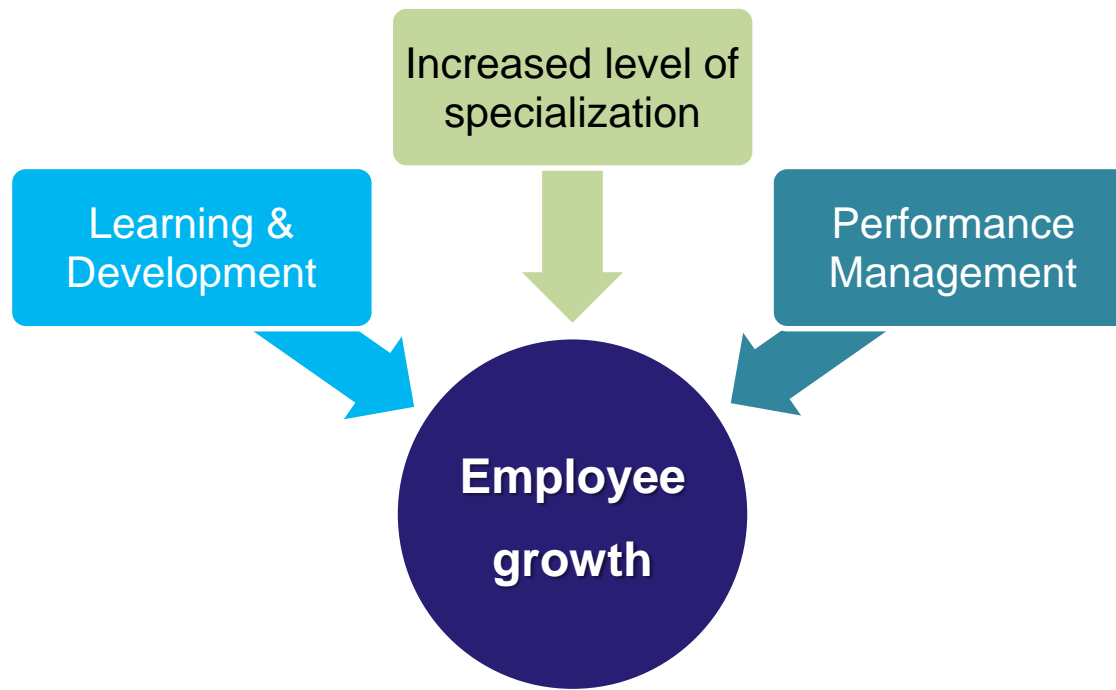 Increased level of
specialization
Learning &
Development
Performance
Management
Employee
growth